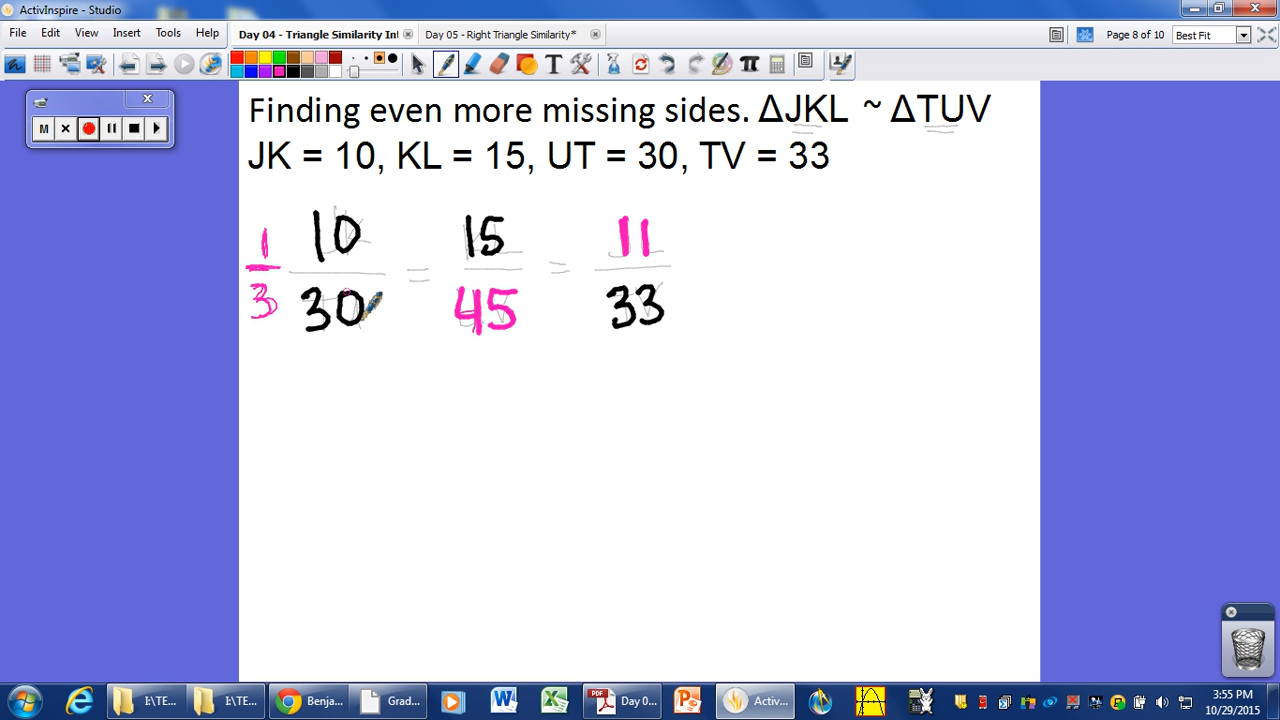 ActivInspire - Studio
File Edit View Insert Tools Help
Day 04 - Triangle Similarity Int
Day 05 - Right Triangle Similarity*
Page 8 of 10
Best Fit
M
Finding even more missing sides. ΔJKL ~ ΔTUV
JK = 10, KL = 15, UT = 30, TV = 33
1 10 15 11
= =
3 30 45 33
I:\TE... I:\TE... Benja... Grad... Day 0... Activ...
3:55 PM
10/29/2015